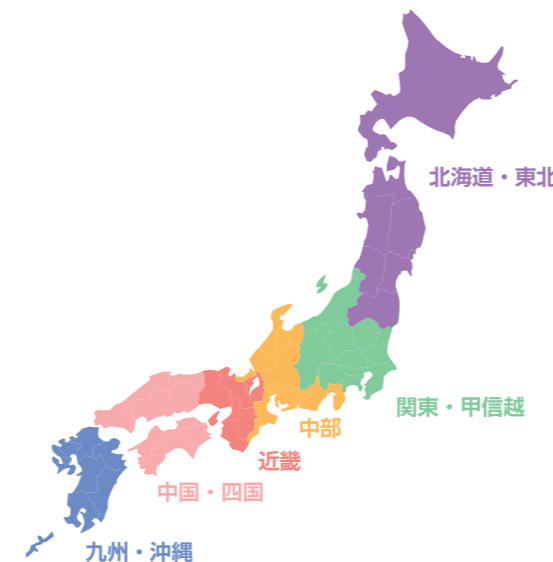 北海道・東北
関東・甲信越
中部
近畿
中国・四国
九州・沖縄